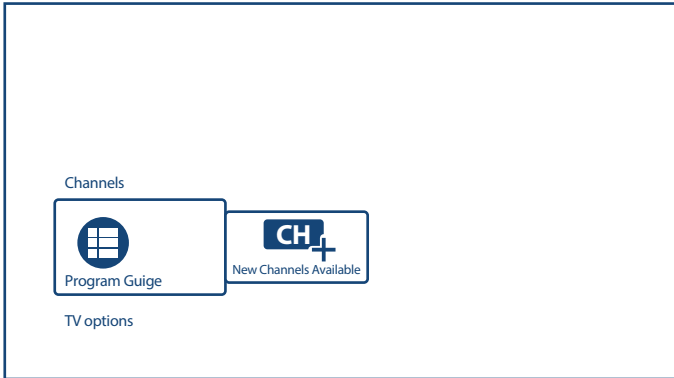 Channels
CH
Program Guige
New Channels Available
TV options